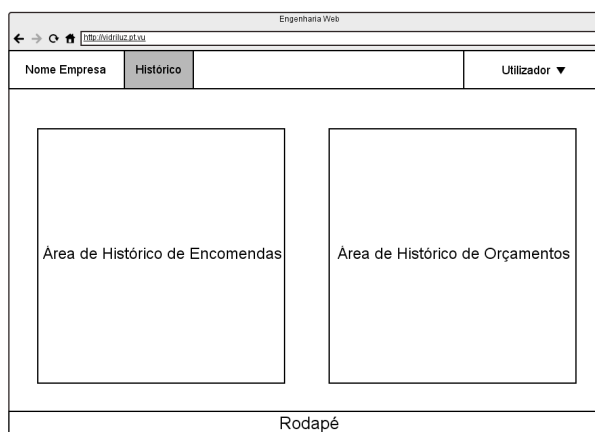 Engenharia Web
http://vidriluz.pt.vu
Nome Empresa
Histórico
Utilizador
Área de Histórico de Encomendas
Área de Histórico de Orçamentos
Rodapé